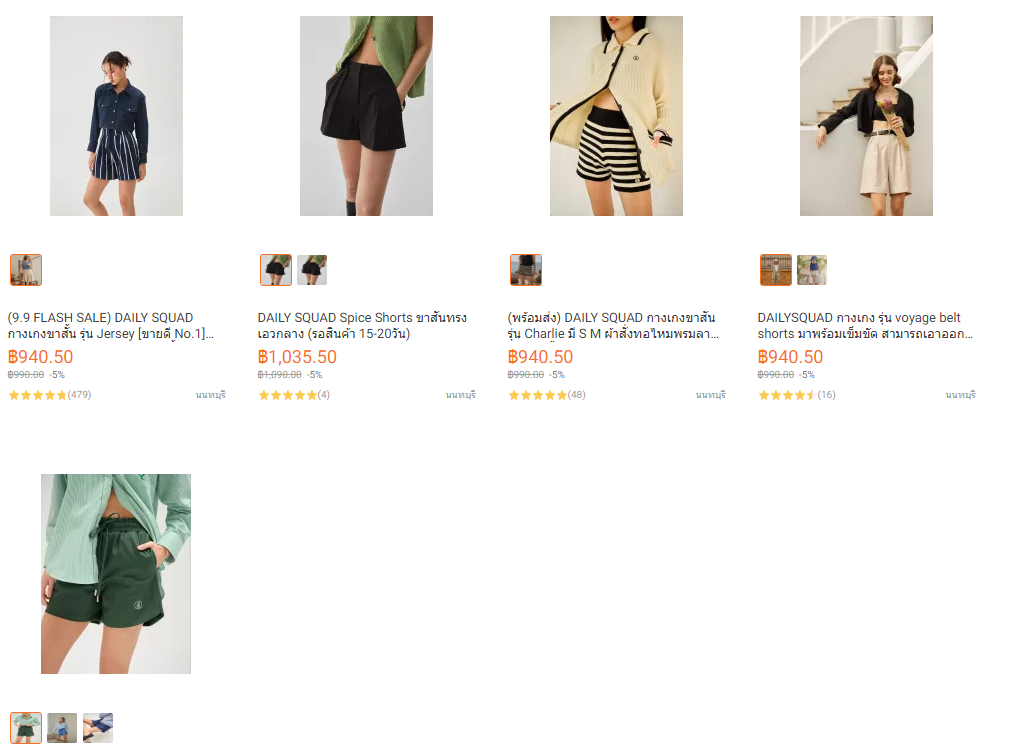 (9.9 FLASH SALE) DAILY SQUAD
กางเกงขาสั้น รุ่น Jersey [ขายดี No.1]...
฿940.50
฿990.00 -5%
(479)
นนทบุรี
DAILY SQUAD Spice Shorts ขาสั้นทรง
เอวกลาง (รอสินค้า 15-20วัน)
฿1,035.50
฿1,090.00 -5%
(4)
นนทบุรี
(พร้อมส่ง) DAILY SQUAD กางเกงขาสั้น
รุ่น Charlie มี S M ผ้าสั่งทอไหมพรมลา...
฿940.50
฿990.00 -5%
(48)
นนทบุรี
DAILYSQUAD กางเกง รุ่น voyage belt
shorts มาพร้อมเข็มขัด สามารถเอาออก...
฿940.50
฿990.00 -5%
(16)
นนทบุรี